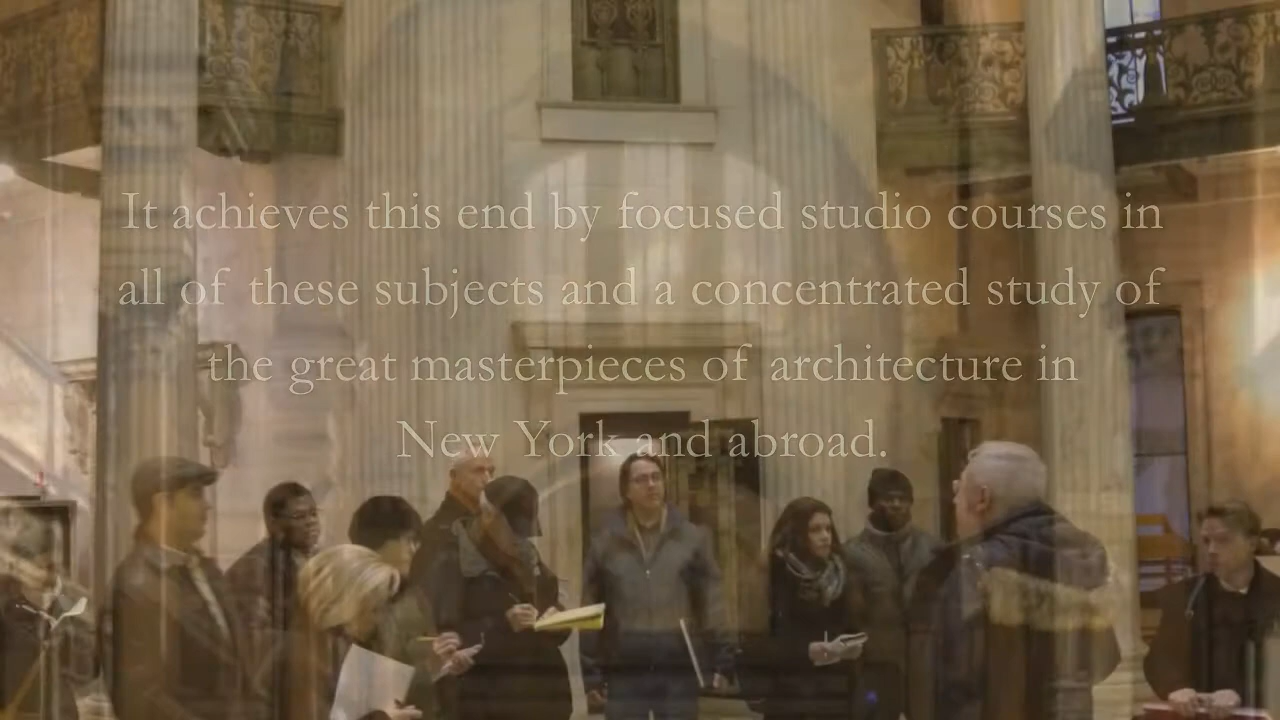 It achieves this end by focused studio courses in
all of these subjects and a concentrated study of
the great masterpieces of architecture in
New York and abroad.